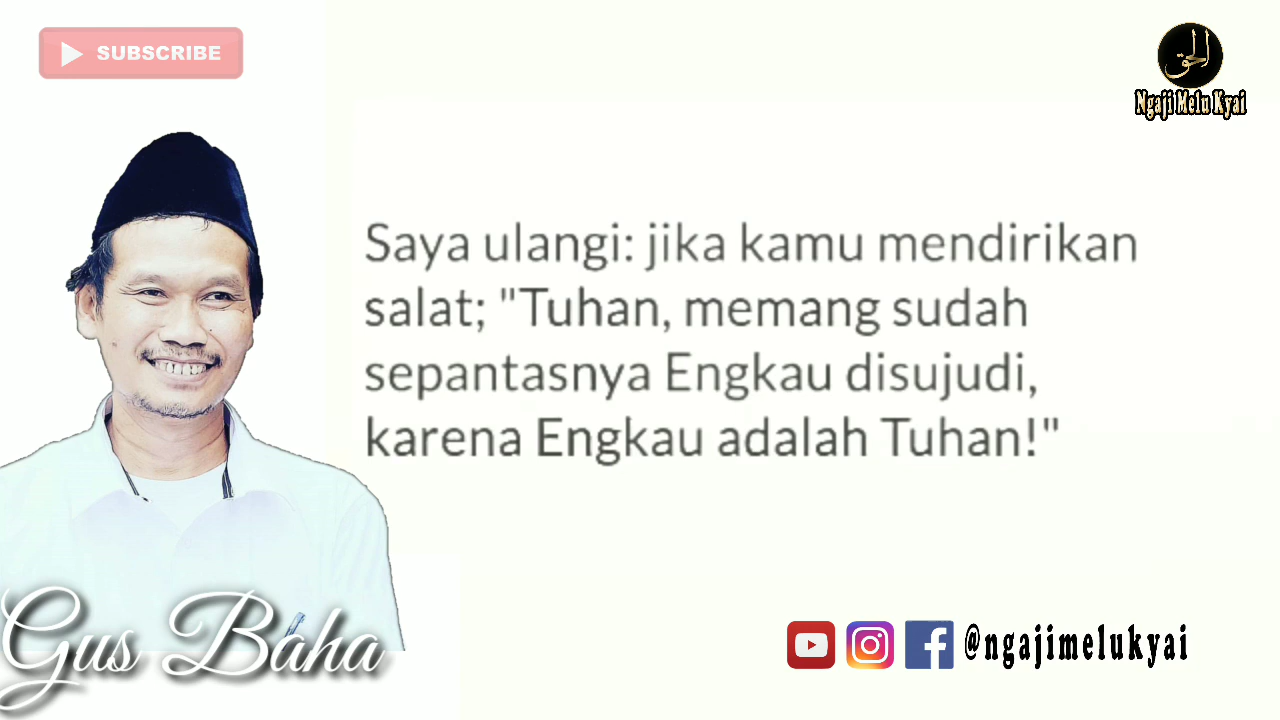 SUBSCRIBE
الحق
Ngaji Melu Kyai
Saya ulangi: jika kamu mendirikan
salat; "Tuhan, memang sudah
sepantasnya Engkau disujudi,
karena Engkau adalah Tuhan!"
Gus Baha
@ngajimelukyai